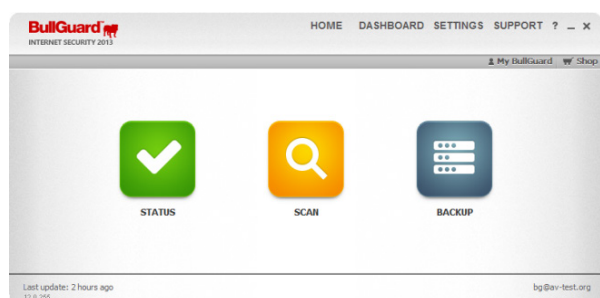 BullGuard
INTERNET SECURITY 2013
HOME DASHBOARD SETTINGS SUPPORT ? _ ×
My BullGuard Shop
STATUS SCAN BACKUP
Last update: 2 hours ago
bg@av-test.org